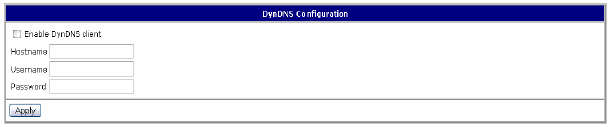 DynDNS Configuration
Enable DynDNS client
Hostname
Username
Password
Apply